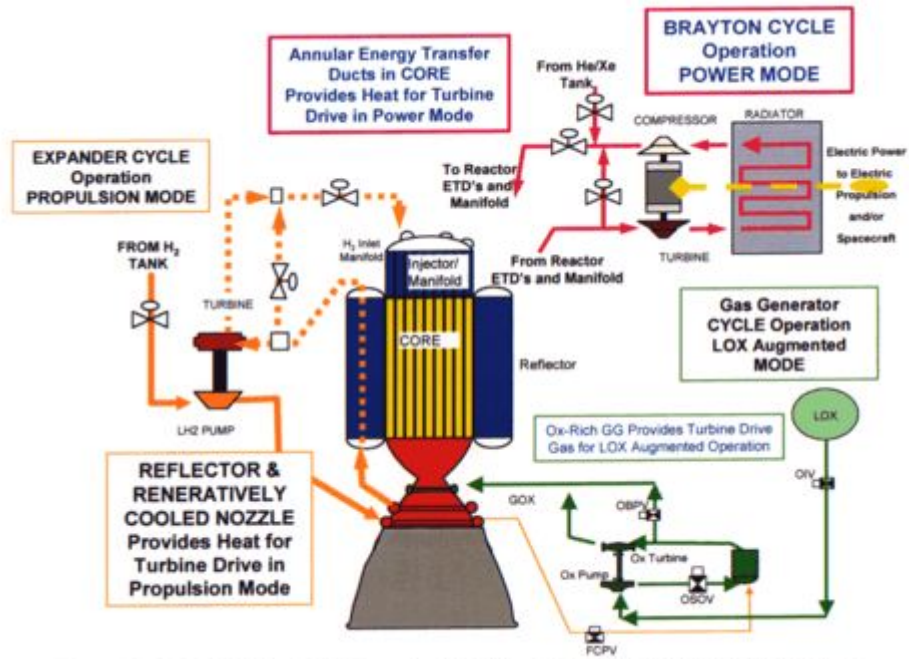 Annular Energy Transfer
Ducts in CORE
Provides Heat for Turbine
Drive in Power Mode
BRAYTON CYCLE
Operation
POWER MODE
From He/Xe
Tank
COMPRESSOR
RADIATOR
EXPANDER CYCLE
Operation
PROPULSION MODE
To Reactor
ETD's and
Manifold
Electric Power
to Electric
Propulsion
and/or
Spacecraft
FROM H2
TANK
H2 Inlet
Manifold
Injector/
Manifold
From Reactor
ETD's and Manifold
TURBINE
TURBINE
CORE
Reflector
Gas Generator
CYCLE Operation
LOX Augmented
MODE
LH2 PUMP
Ox-Rich GG Provides Turbine Drive
Gas for LOX Augmented Operation
LOX
OIV
REFLECTOR &
RENERATIVELY
COOLED NOZZLE
Provides Heat for
Turbine Drive in
Propulsion Mode
GOX
OBPV
Ox Turbine
Ox Pump
OSOV
FCPV